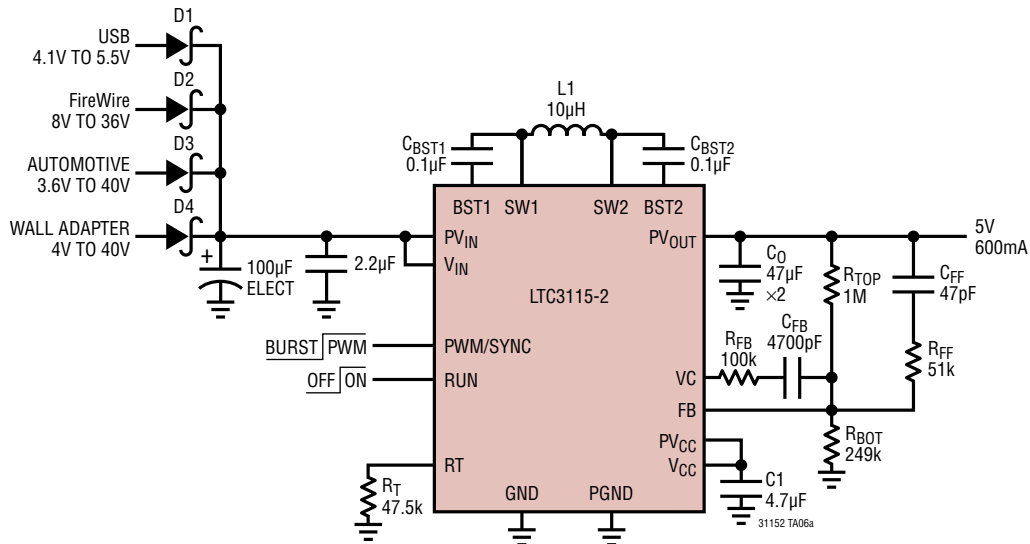 D1
USB
4.1V TO 5.5V
D2
FireWire
8V TO 36V
D3
AUTOMOTIVE
3.6V TO 40V
D4
WALL ADAPTER
4V TO 40V
+
100µF
ELECT
2.2µF
L1
10µH
CBST1
0.1µF
CBST2
0.1µF
BST1 SW1 SW2 BST2
PVIN
VIN
PVOUT
LTC3115-2
BURST PWM
PWM/SYNC
OFF ON
RUN
VC
FB
PVCC
VCC
RT
GND PGND
RT
47.5k
5V
600mA
CO
47µF
×2
RTOP
1M
CFF
47pF
CFB
4700pF
RFB
100k
RFF
51k
RBOT
249k
C1
4.7µF
31152 TA06a